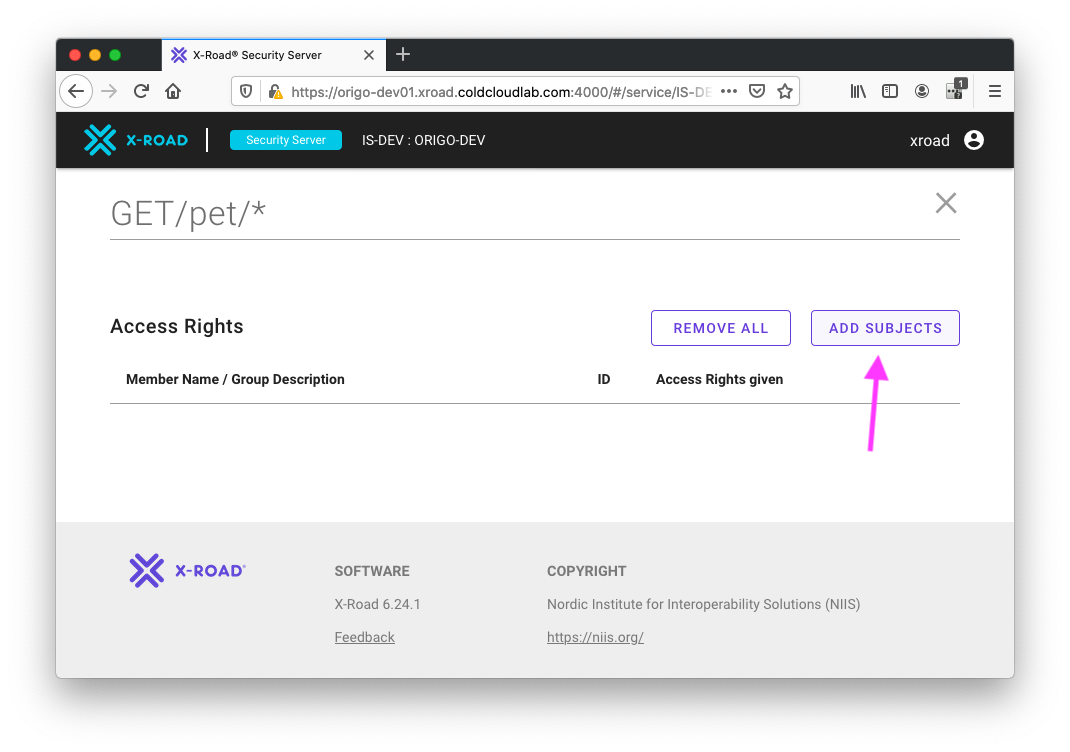 X-Road® Security Server
https://origo-dev01.xroad.coldcloudlab.com:4000/#/service/IS-DE
1
X-ROAD
Security Server
IS-DEV : ORIGO-DEV
xroad
GET/pet/*
Access Rights
REMOVE ALL
ADD SUBJECTS
Member Name / Group Description
ID
Access Rights given
X-ROAD®
SOFTWARE
COPYRIGHT
X-Road 6.24.1
Nordic Institute for Interoperability Solutions (NIIS)
Feedback
https://niis.org/